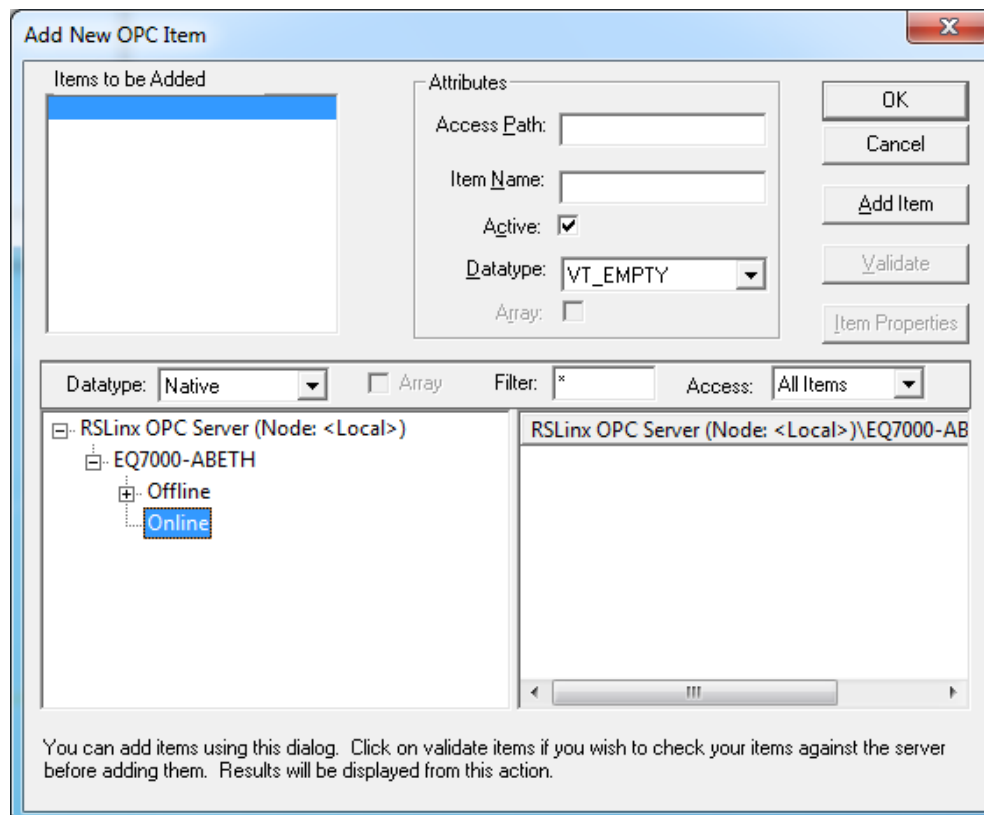 Add New OPC Item
Items to be Added
Attributes
Access Path:
Item Name:
Active:
Datatype: VT_EMPTY
Array:
OK
Cancel
Add Item
Validate
Item Properties
Datatype: Native Array Filter: * Access: All Items
RSLinx OPC Server (Node: <Local>)
EQ7000-ABETH
Offline
Online
RSLinx OPC Server (Node: <Local>)\EQ7000-AB
You can add items using this dialog. Click on validate items if you wish to check your items against the server
before adding them. Results will be displayed from this action.